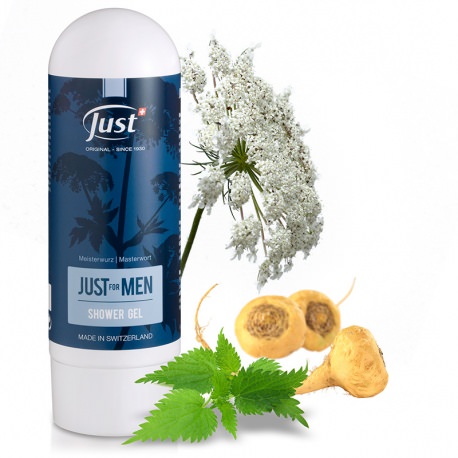 Just
ORIGINAL - SINCE 1930
Meisterwurz | Masterwort
JUST FOR MEN
SHOWER GEL
MADE IN SWITZERLAND